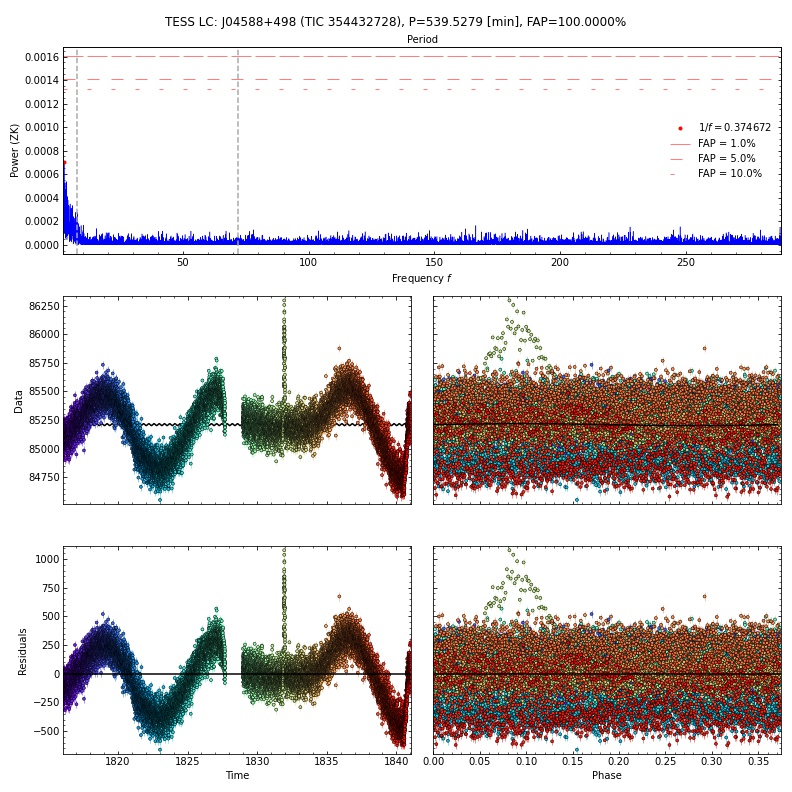 TESS LC: J04588+498 (TIC 354432728), P=539.5279 [min], FAP=100.0000%
Period
Power (ZK)
0.0016
0.0014
0.0012
0.0010
0.0008
0.0006
0.0004
0.0002
0.0000
1/f = 0.374672
FAP = 1.0%
FAP = 5.0%
FAP = 10.0%
50 100 150 200 250
Frequency f
Data
86250
86000
85750
85500
85250
85000
84750
Residuals
1000
750
500
250
0
−250
−500
1820 1825 1830 1835 1840
Time
0.00 0.05 0.10 0.15 0.20 0.25 0.30 0.35
Phase